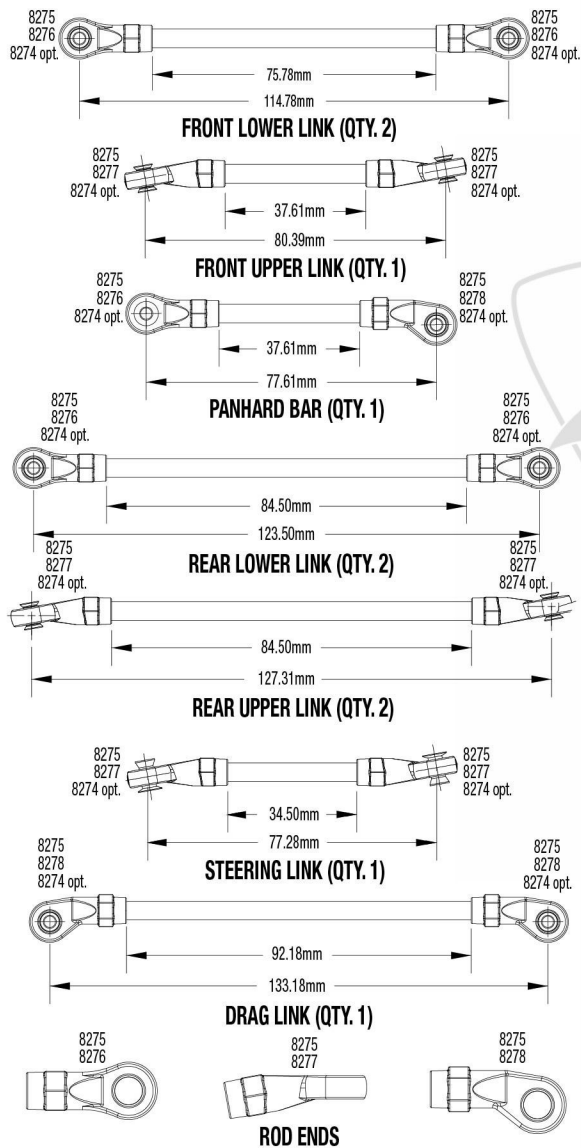 8275
8276
8274 opt.
8275
8276
8274 opt.
75.78mm
114.78mm
FRONT LOWER LINK (QTY. 2)
8275
8277
8274 opt.
8275
8277
8274 opt.
37.61mm
80.39mm
FRONT UPPER LINK (QTY. 1)
8275
8276
8274 opt.
8275
8278
8274 opt.
37.61mm
77.61mm
PANHARD BAR (QTY. 1)
8275
8276
8274 opt.
8275
8276
8274 opt.
84.50mm
123.50mm
REAR LOWER LINK (QTY. 2)
8275
8277
8274 opt.
8275
8277
8274 opt.
84.50mm
127.31mm
REAR UPPER LINK (QTY. 2)
8275
8277
8274 opt.
8275
8277
8274 opt.
34.50mm
77.28mm
STEERING LINK (QTY. 1)
8275
8278
8274 opt.
8275
8278
8274 opt.
92.18mm
133.18mm
DRAG LINK (QTY. 1)
8275
8276
8275
8277
8275
8278
ROD ENDS